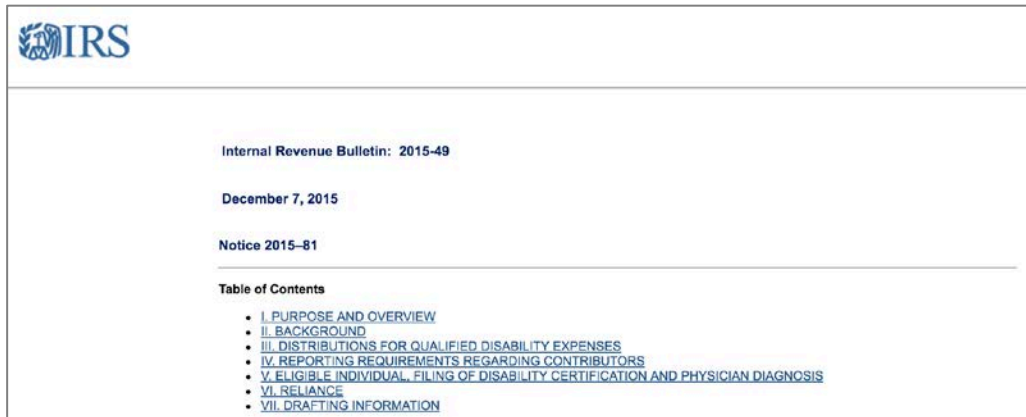 IRS
Internal Revenue Bulletin: 2015-49
December 7, 2015
Notice 2015–81
Table of Contents
• I. PURPOSE AND OVERVIEW
• II. BACKGROUND
• III. DISTRIBUTIONS FOR QUALIFIED DISABILITY EXPENSES
• IV. REPORTING REQUIREMENTS REGARDING CONTRIBUTORS
• V. ELIGIBLE INDIVIDUAL, FILING OF DISABILITY CERTIFICATION AND PHYSICIAN DIAGNOSIS
• VI. RELIANCE
• VII. DRAFTING INFORMATION